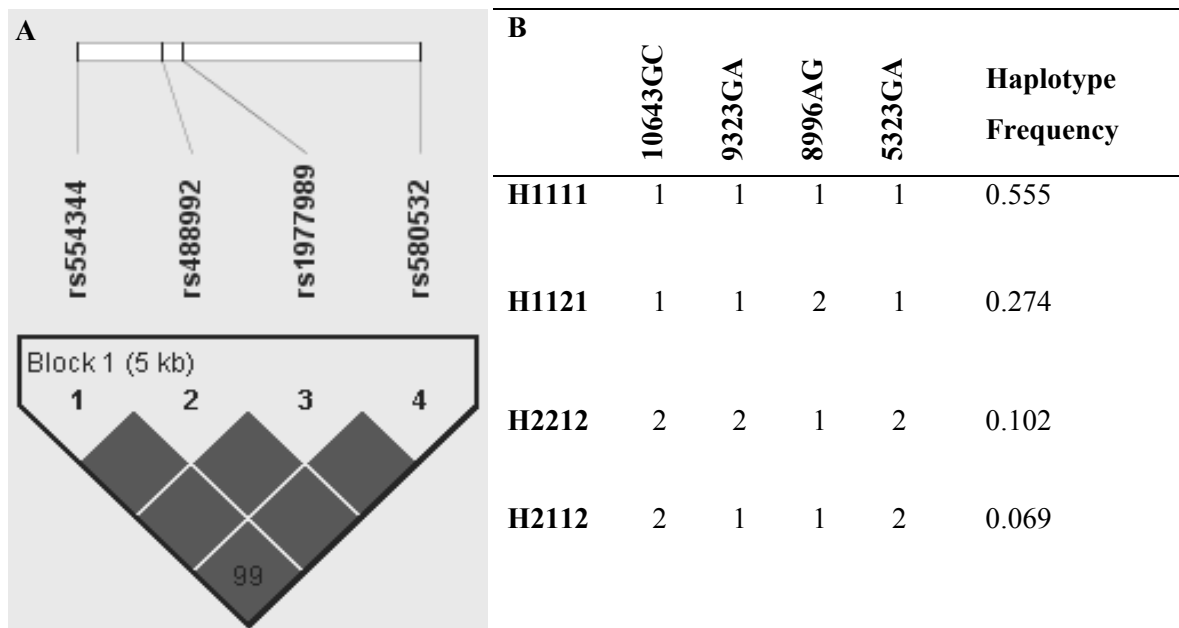 A
rs554344
rs488992
rs1977989
rs580532
Block 1 (5 kb)
1 2 3 4
99
B
10643GC 9323GA 8996AG 5323GA Haplotype
Frequency
H1111 1 1 1 1 0.555
H1121 1 1 2 1 0.274
H2212 2 2 1 2 0.102
H2112 2 1 1 2 0.069